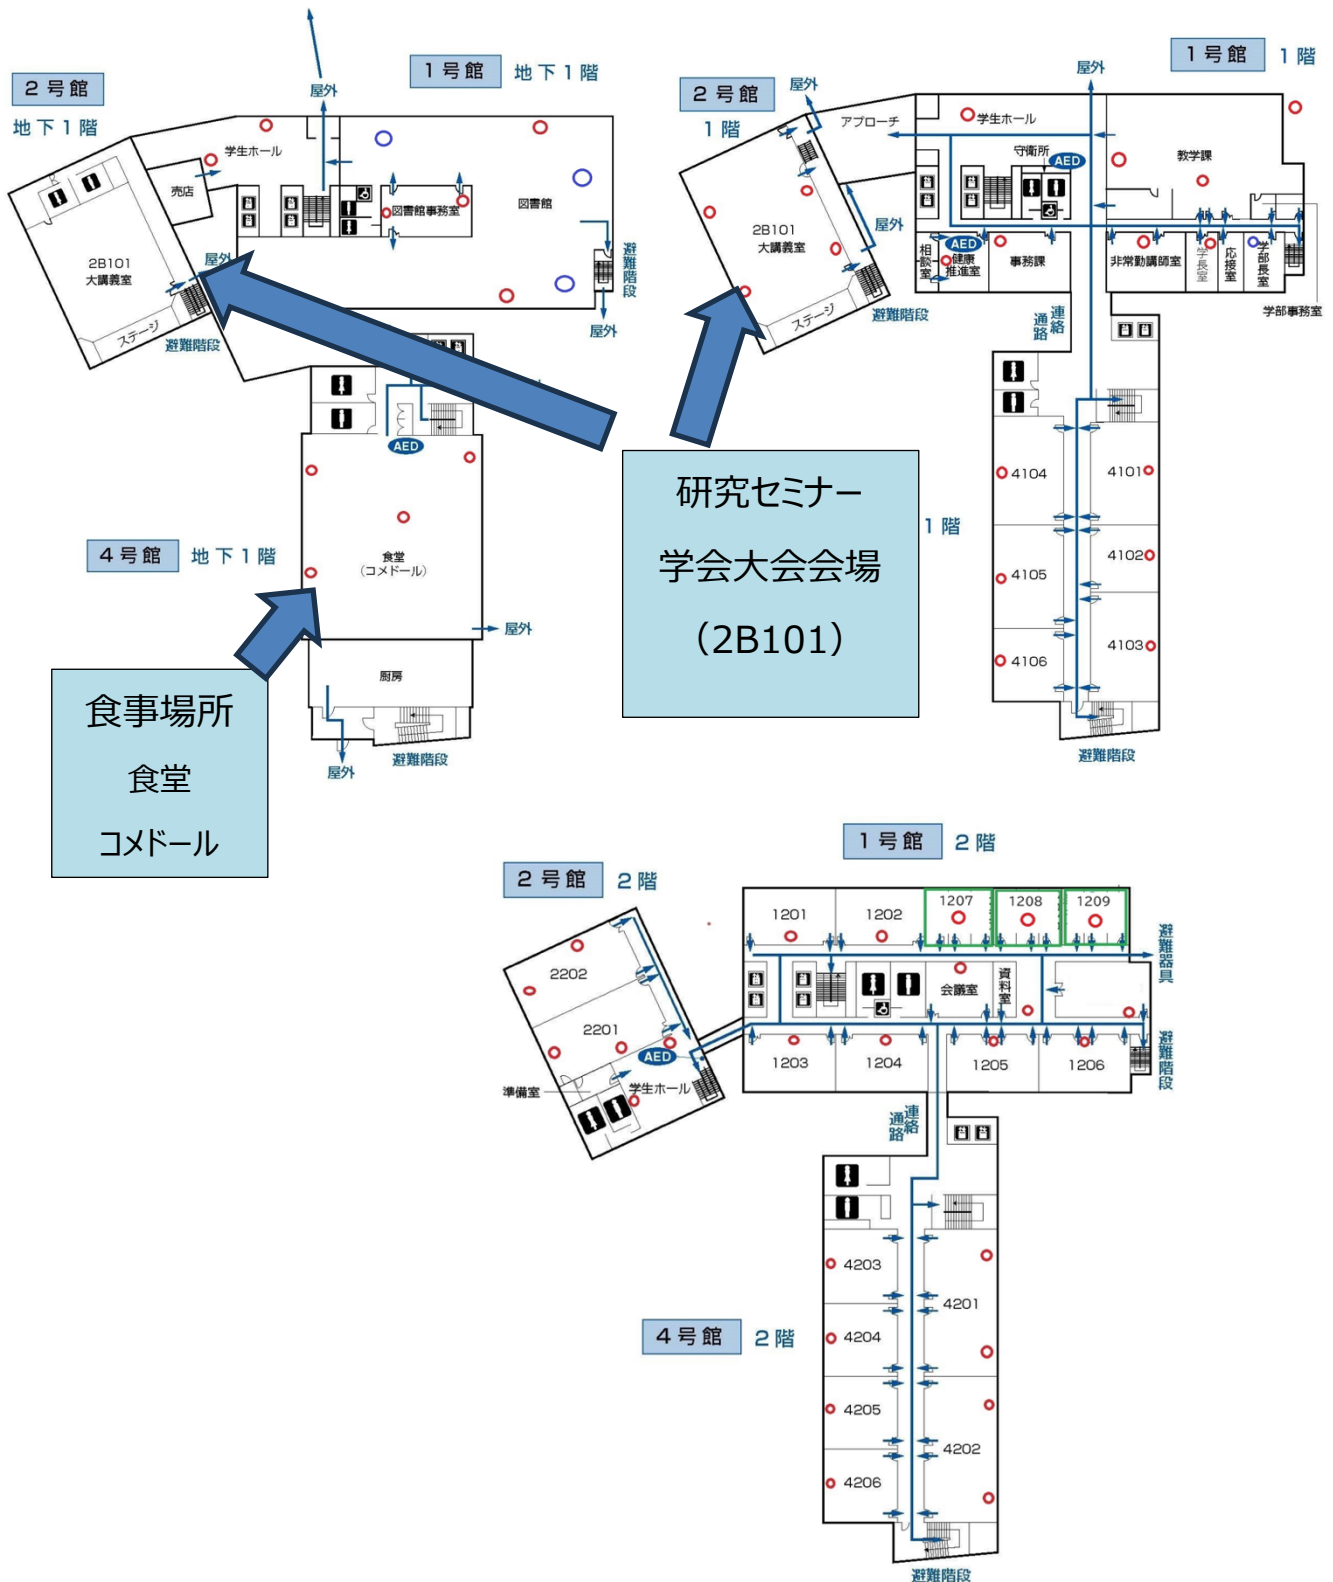 2号館
地下1階
1号館 地下1階
屋外
学生ホール
売店
図書館事務室
図書館
2B101
大講義室
屋外
ステージ
避難階段
避難階段
屋外
AED
4号館 地下1階
食堂
(コメドール)
屋外
厨房
屋外
避難階段
食事場所
食堂
コメドール
研究セミナー
学会大会会場
（2B101）
2号館
1階
1号館 1階
屋外
屋外
アプローチ
学生ホール
守衛所
AED
教学課
2B101
大講義室
屋外
ステージ
避難階段
相談室
AED
健康
推進室
事務課
非常勤講師室
学長室
応接室
学部長室
学部事務室
連絡
通路
1階
4104
4101
4105
4102
4106
4103
避難階段
1号館 2階
2号館 2階
1201
1202
1207
1208
1209
避難器具
2202
2201
AED
準備室
学生ホール
会議室
資料室
1203
1204
1205
1206
避難階段
連絡
通路
4号館 2階
4203
4201
4204
4205
4202
4206
避難階段